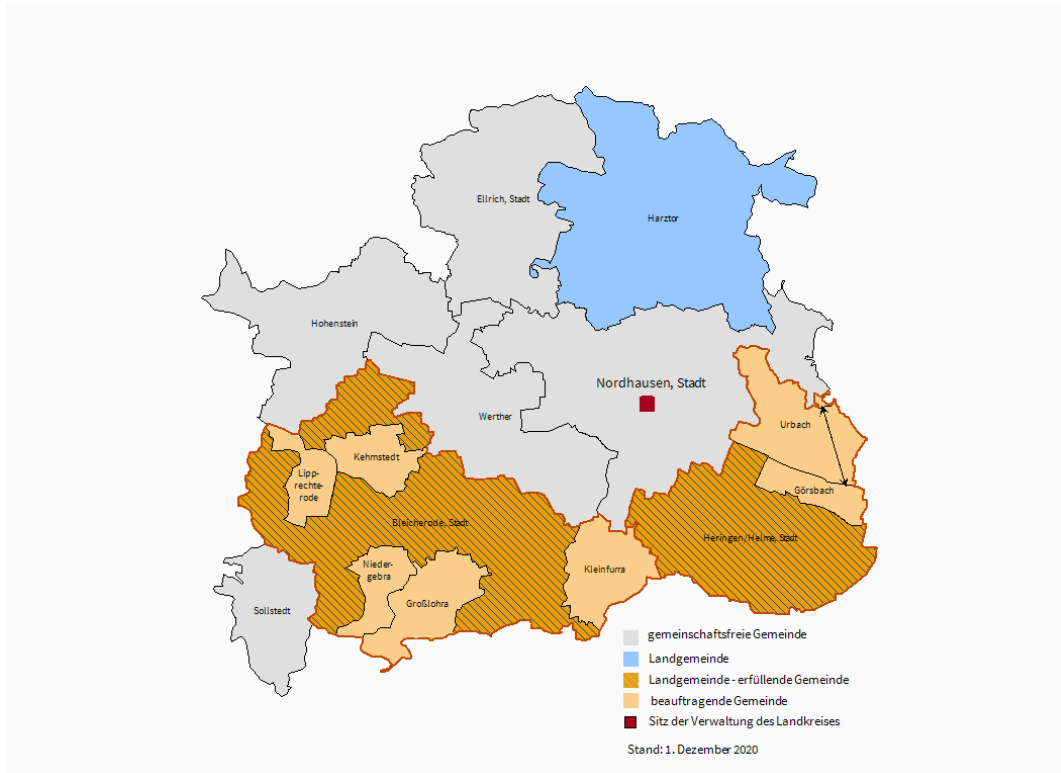 Ellrich, Stadt
Harztor
Hohenstein
Nordhausen, Stadt
Werther
Urbach
Kehmstedt
Lipp-
rechte-
rode
Görsbach
Bleicherode, Stadt
Heringen/Helme, Stadt
Nieder-
gebra
Kleinfurra
Großlohra
Sollstedt
gemeinschaftsfreie Gemeinde
Landgemeinde
Landgemeinde - erfüllende Gemeinde
beauftragende Gemeinde
Sitz der Verwaltung des Landkreises
Stand: 1. Dezember 2020